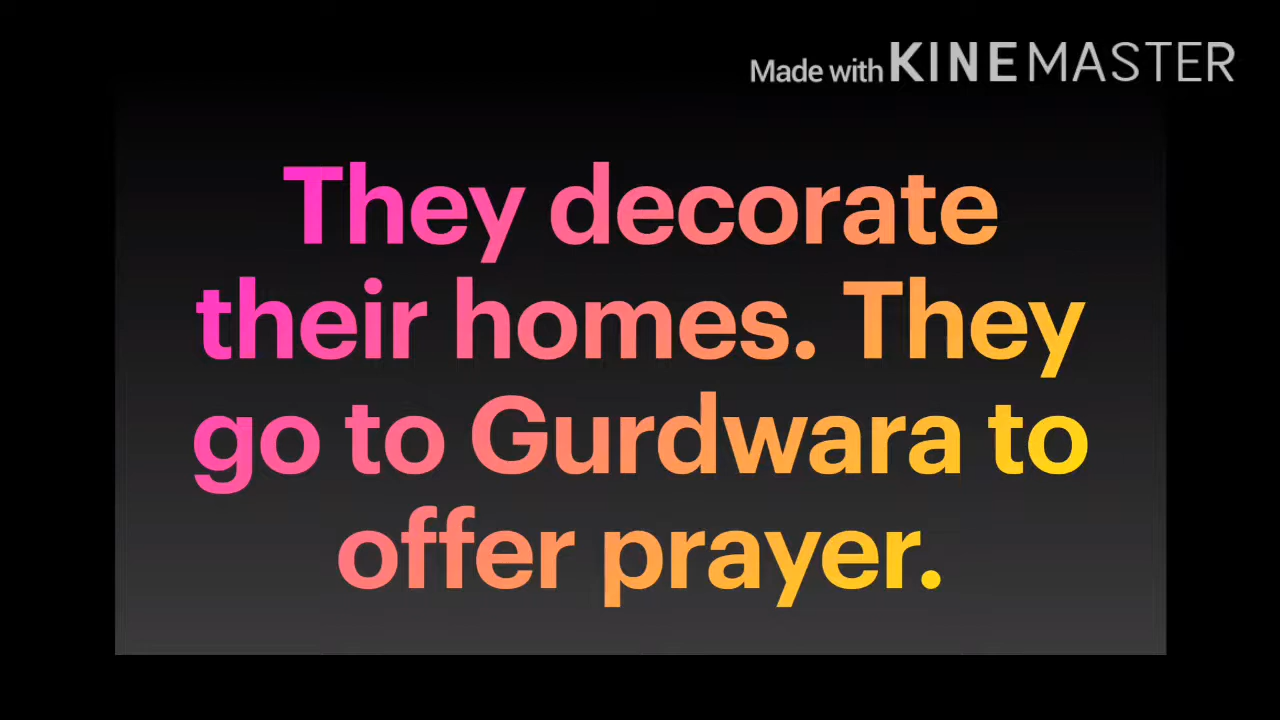 Made with KINEMASTER
They decorate
their homes. They
go to Gurdwara to
offer prayer.